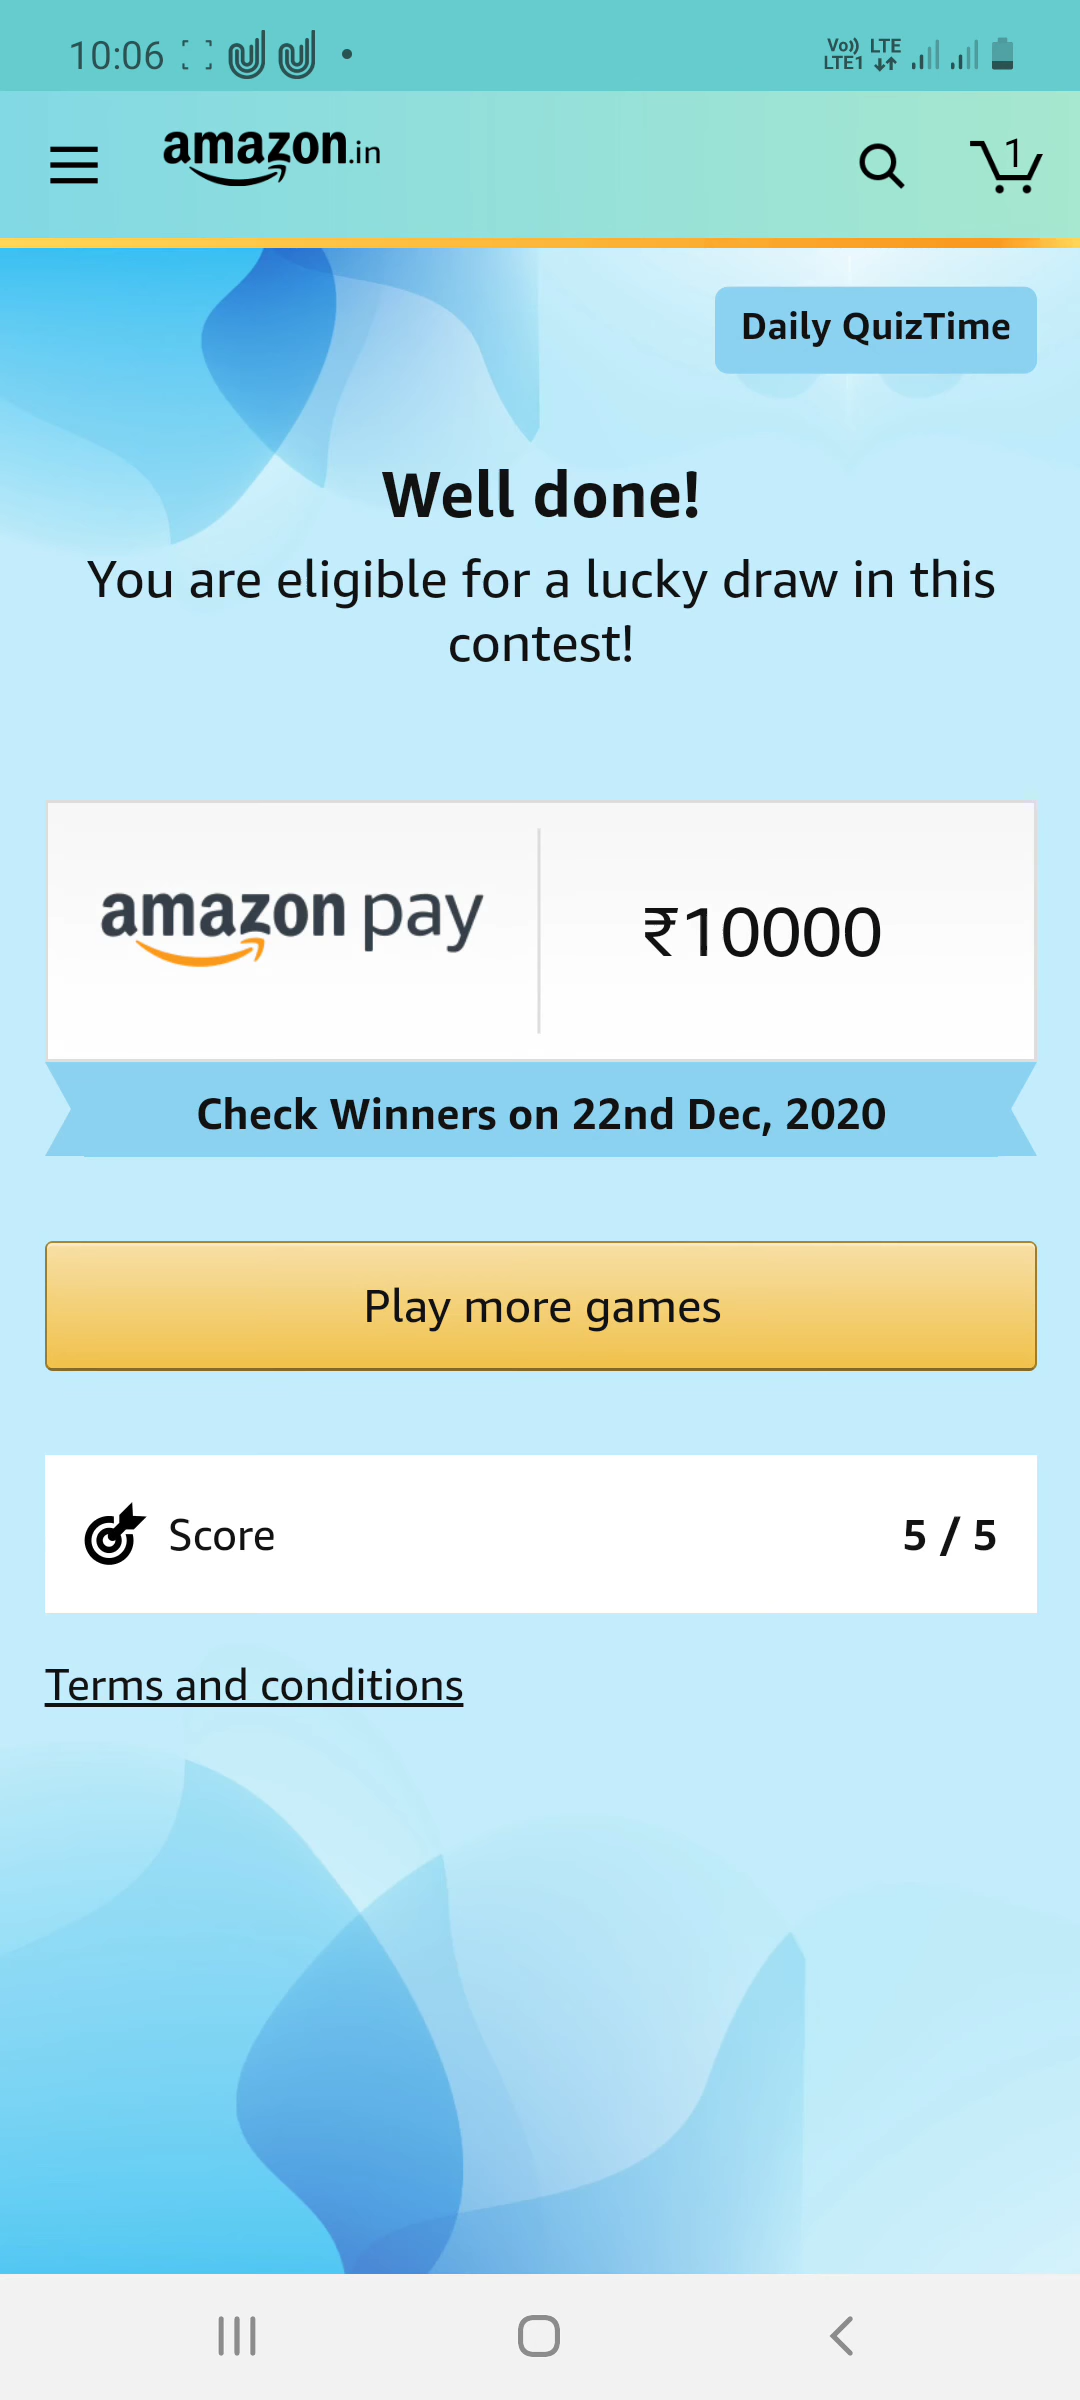 10:06
Vo)) LTE
LTE1
amazon.in
1
Daily QuizTime
Well done!
You are eligible for a lucky draw in this
contest!
amazon pay
₹10000
Check Winners on 22nd Dec, 2020
Play more games
Score
5 / 5
Terms and conditions